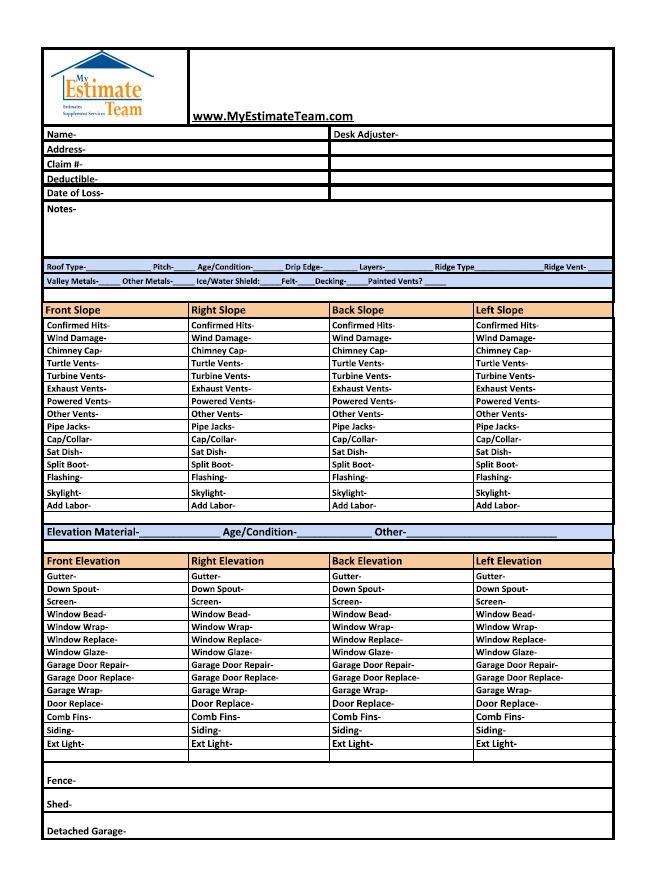 My
Estimate
Estimates
Supplement Services Team
www.MyEstimateTeam.com
Name- Desk Adjuster-
Address-
Claim #-
Deductible-
Date of Loss-
Notes-
Roof Type-________________ Pitch-_____ Age/Condition-________ Drip Edge-________ Layers-________ Ridge Type________________Ridge Vent- _____
Valley Metals-_____ Other Metals-_____ Ice/Water Shield:_____Felt-____Decking-_____Painted Vents? _____
Front Slope Right Slope Back Slope Left Slope
Confirmed Hits- Confirmed Hits- Confirmed Hits- Confirmed Hits-
Wind Damage- Wind Damage- Wind Damage- Wind Damage-
Chimney Cap- Chimney Cap- Chimney Cap- Chimney Cap-
Turtle Vents- Turtle Vents- Turtle Vents- Turtle Vents-
Turbine Vents- Turbine Vents- Turbine Vents- Turbine Vents-
Exhaust Vents- Exhaust Vents- Exhaust Vents- Exhaust Vents-
Powered Vents- Powered Vents- Powered Vents- Powered Vents-
Other Vents- Other Vents- Other Vents- Other Vents-
Pipe Jacks- Pipe Jacks- Pipe Jacks- Pipe Jacks-
Cap/Collar- Cap/Collar- Cap/Collar- Cap/Collar-
Sat Dish- Sat Dish- Sat Dish- Sat Dish-
Split Boot- Split Boot- Split Boot- Split Boot-
Flashing- Flashing- Flashing- Flashing-
Skylight- Skylight- Skylight- Skylight-
Add Labor- Add Labor- Add Labor- Add Labor-
Elevation Material-______________ Age/Condition-_____________ Other-__________________________
Front Elevation Right Elevation Back Elevation Left Elevation
Gutter- Gutter- Gutter- Gutter-
Down Spout- Down Spout- Down Spout- Down Spout-
Screen- Screen- Screen- Screen-
Window Bead- Window Bead- Window Bead- Window Bead-
Window Wrap- Window Wrap- Window Wrap- Window Wrap-
Window Replace- Window Replace- Window Replace- Window Replace-
Window Glaze- Window Glaze- Window Glaze- Window Glaze-
Garage Door Repair- Garage Door Repair- Garage Door Repair- Garage Door Repair-
Garage Door Replace- Garage Door Replace- Garage Door Replace- Garage Door Replace-
Garage Wrap- Garage Wrap- Garage Wrap- Garage Wrap-
Door Replace- Door Replace- Door Replace- Door Replace-
Comb Fins- Comb Fins- Comb Fins- Comb Fins-
Siding- Siding- Siding- Siding-
Ext Light- Ext Light- Ext Light- Ext Light-
Fence-
Shed-
Detached Garage-